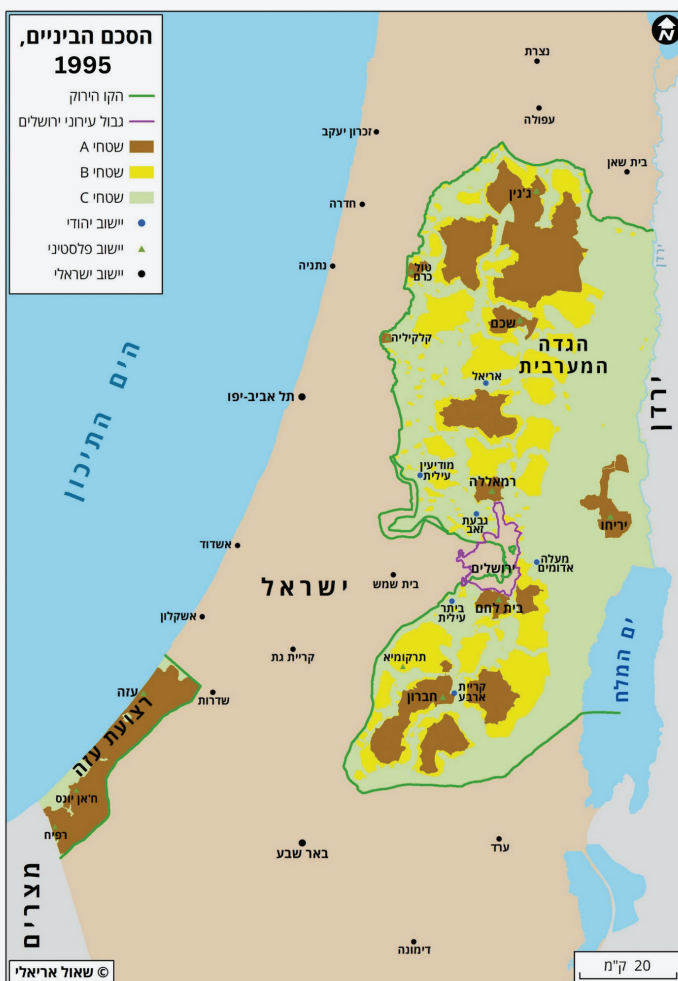 הסכם הביניים,
1995
הקו הירוק
גבול עירוני ירושלים
שטחי A
שטחי B
שטחי C
יישוב יהודי
יישוב פלסטיני
יישוב ישראלי
N
נצרת
עפולה
זכרון יעקב
בית שאן
חדרה
ג'נין
ירדן
נתניה
טול
כרם
שכם
קלקיליה
הגדה
המערבית
אריאל
הים התיכון
תל אביב-יפו
ירדן
מודיעין
עילית
רמאללה
גבעת
זאב
יריחו
אשדוד
מעלה
אדומים
ירושלים
ישראל
בית שמש
אשקלון
ביתר
עילית
בית לחם
ים המלח
קריית גת
תרקומיא
עזה
שדרות
קריית
ארבע
חברון
רצועת עזה
ח'אן יונס
רפיח
באר שבע
ערד
מצרים
דימונה
© שאול אריאלי
20 ק"מ